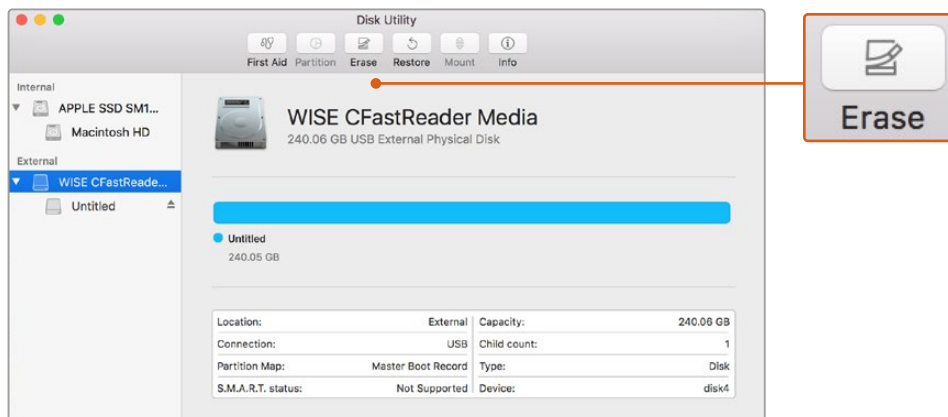 Disk Utility
First Aid Partition Erase Restore Mount Info
Erase
Internal
APPLE SSD SM1...
Macintosh HD
External
WISE CFastReade...
Untitled
WISE CFastReader Media
240.06 GB USB External Physical Disk
Untitled
240.05 GB
Location: External Capacity: 240.06 GB
Connection: USB Child count: 1
Partition Map: Master Boot Record Type: Disk
S.M.A.R.T. status: Not Supported Device: disk4